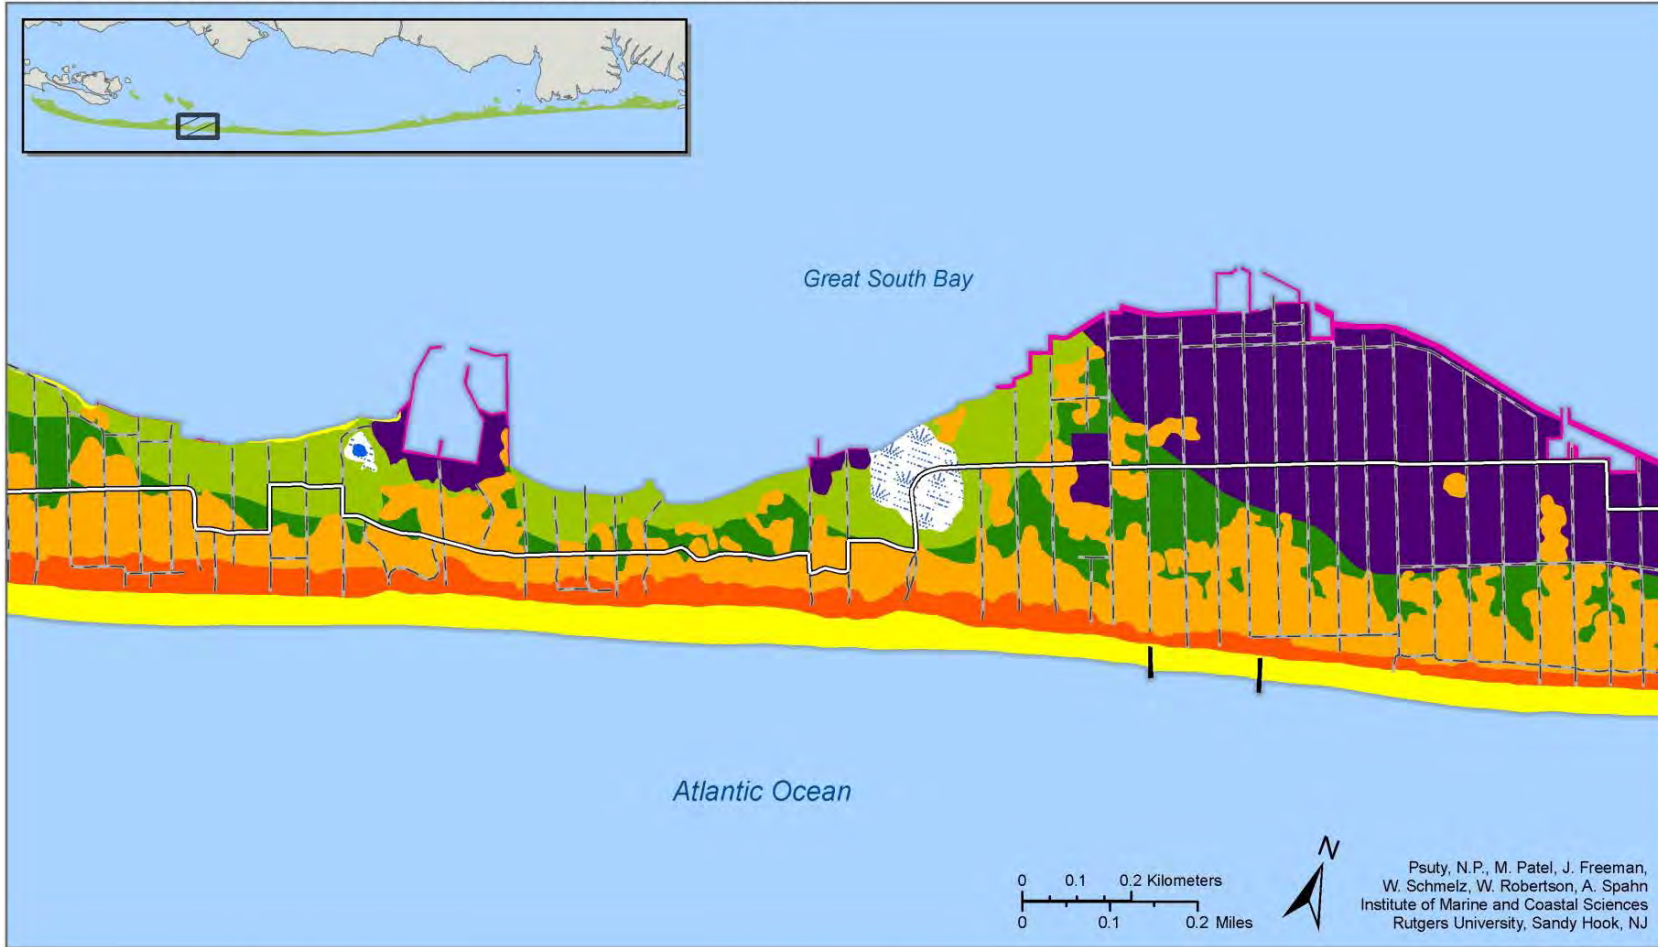 Great South Bay
Atlantic Ocean
N
0 0.1 0.2 Kilometers
0 0.1 0.2 Miles
Psuty, N.P., M. Patel, J. Freeman,
W. Schmelz, W. Robertson, A. Spahn
Institute of Marine and Coastal Sciences
Rutgers University, Sandy Hook, NJ